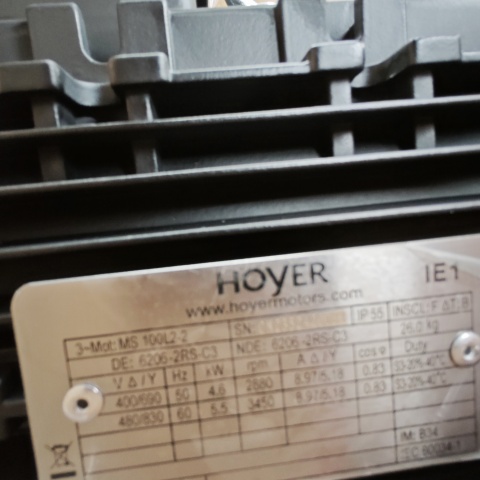 HOYER
IE1
www.hoyermotors.com
3~Mot: MS 100L2-2
SN:
IP 55
INSCL: F ΔT: B
DE: 6206-2RS-C3
NDE: 6206-2RS-C3
26.0 kg
V Δ / Y Hz kW rpm A Δ / Y cos φ Duty
400/690 50 4.6 2880 8.97/5.18 0.83
480/830 60 5.5 3450 8.97/5.18 0.83
IM: B34
IEC 60034-1